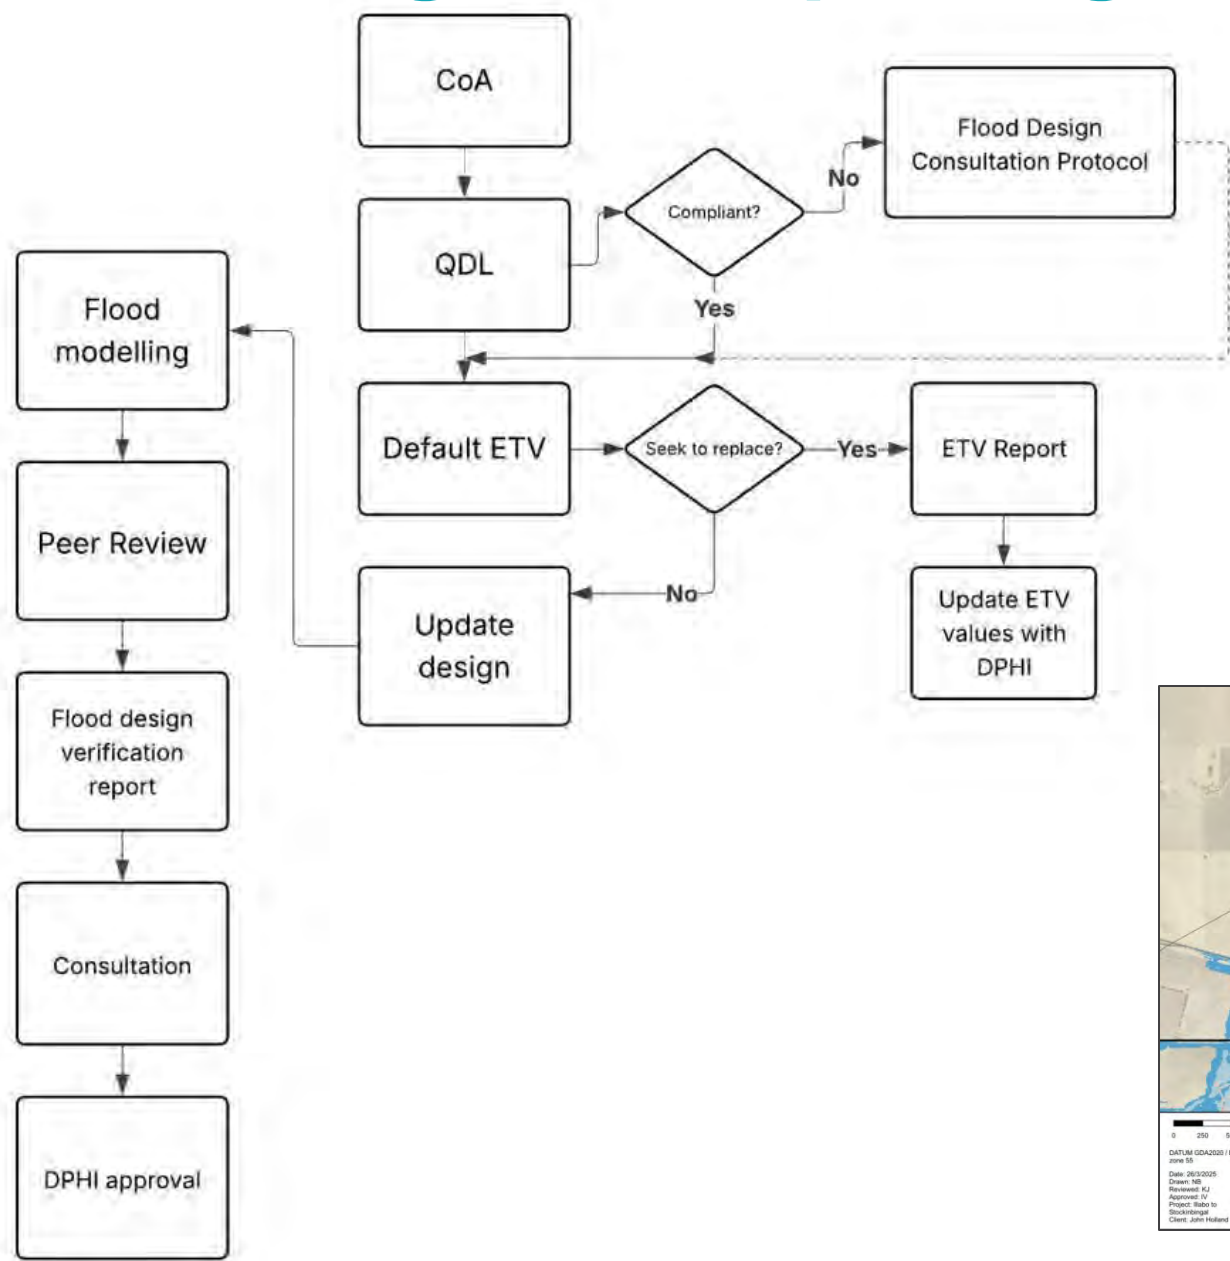 CoA
Flood Design
Consultation Protocol
No
Compliant?
QDL
Yes
Flood
modelling
Default ETV
Seek to replace?
Yes
ETV Report
Peer Review
No
Update
design
Update ETV
values with
DPHI
Flood design
verification
report
Consultation
DPHI approval
0 250
DATUM GDA2020 /
zone 55
Date: 26/3/2025
Drawn: NB
Reviewed: KJ
Approved: IV
Project: Illabo to
Stockinbingal
Client: John Holland